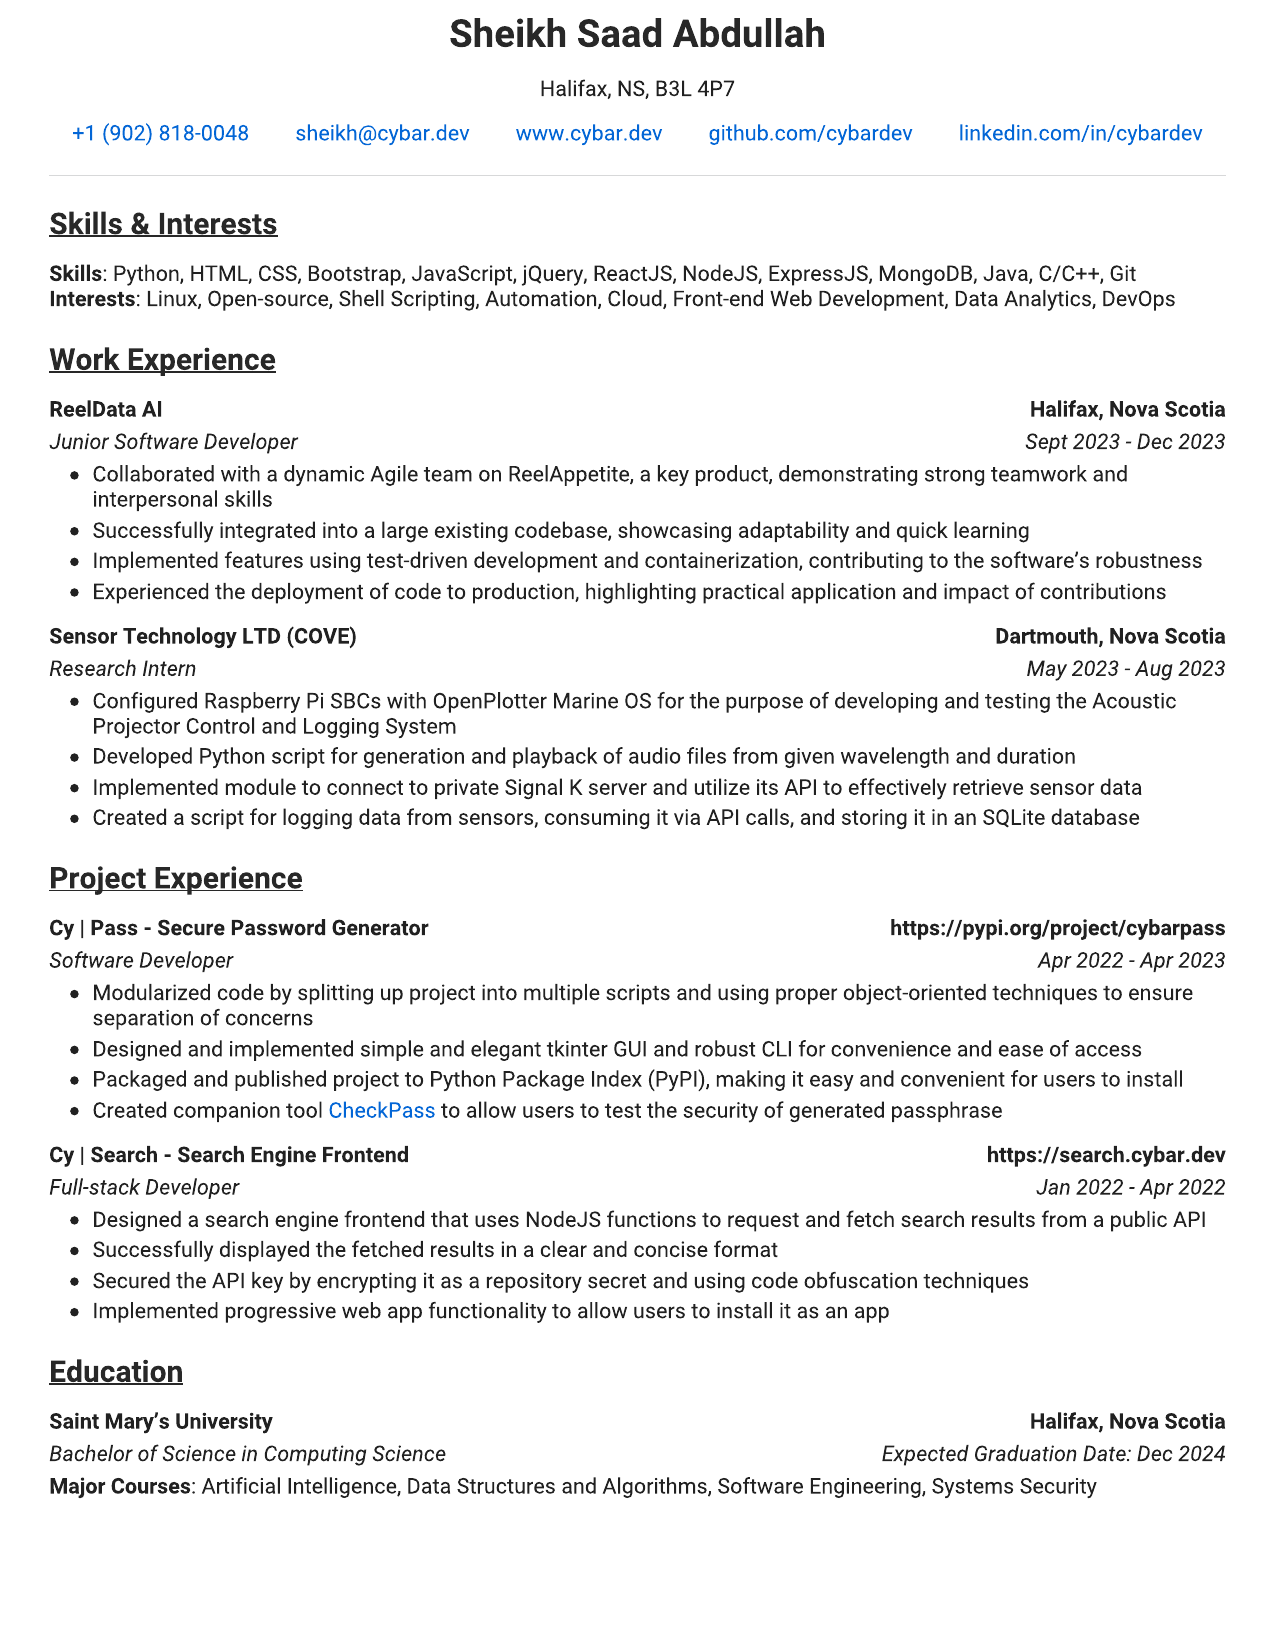 Sheikh Saad Abdullah
Halifax, NS, B3L 4P7
+1 (902) 818-0048 sheikh@cybar.dev www.cybar.dev github.com/cybardev linkedin.com/in/cybardev
Skills & Interests
Skills: Python, HTML, CSS, Bootstrap, JavaScript, jQuery, ReactJS, NodeJS, ExpressJS, MongoDB, Java, C/C++, Git
Interests: Linux, Open-source, Shell Scripting, Automation, Cloud, Front-end Web Development, Data Analytics, DevOps
Work Experience
ReelData AI Halifax, Nova Scotia
Junior Software Developer Sept 2023 - Dec 2023
• Collaborated with a dynamic Agile team on ReelAppetite, a key product, demonstrating strong teamwork and
interpersonal skills
• Successfully integrated into a large existing codebase, showcasing adaptability and quick learning
• Implemented features using test-driven development and containerization, contributing to the software’s robustness
• Experienced the deployment of code to production, highlighting practical application and impact of contributions
Sensor Technology LTD (COVE) Dartmouth, Nova Scotia
Research Intern May 2023 - Aug 2023
• Configured Raspberry Pi SBCs with OpenPlotter Marine OS for the purpose of developing and testing the Acoustic
Projector Control and Logging System
• Developed Python script for generation and playback of audio files from given wavelength and duration
• Implemented module to connect to private Signal K server and utilize its API to effectively retrieve sensor data
• Created a script for logging data from sensors, consuming it via API calls, and storing it in an SQLite database
Project Experience
Cy | Pass - Secure Password Generator https://pypi.org/project/cybarpass
Software Developer Apr 2022 - Apr 2023
• Modularized code by splitting up project into multiple scripts and using proper object-oriented techniques to ensure
separation of concerns
• Designed and implemented simple and elegant tkinter GUI and robust CLI for convenience and ease of access
• Packaged and published project to Python Package Index (PyPI), making it easy and convenient for users to install
• Created companion tool CheckPass to allow users to test the security of generated passphrase
Cy | Search - Search Engine Frontend https://search.cybar.dev
Full-stack Developer Jan 2022 - Apr 2022
• Designed a search engine frontend that uses NodeJS functions to request and fetch search results from a public API
• Successfully displayed the fetched results in a clear and concise format
• Secured the API key by encrypting it as a repository secret and using code obfuscation techniques
• Implemented progressive web app functionality to allow users to install it as an app
Education
Saint Mary’s University Halifax, Nova Scotia
Bachelor of Science in Computing Science Expected Graduation Date: Dec 2024
Major Courses: Artificial Intelligence, Data Structures and Algorithms, Software Engineering, Systems Security